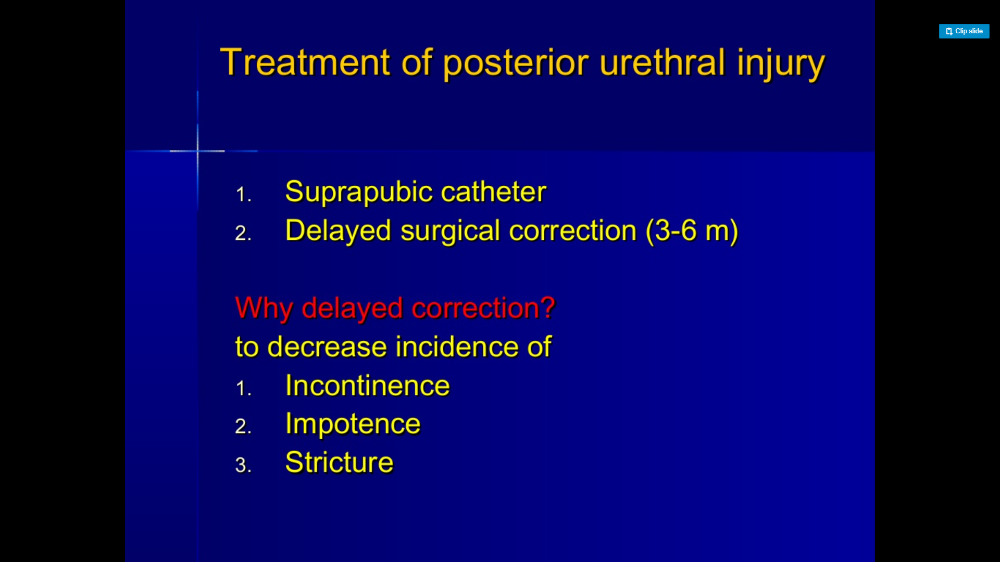 Clip slide
Treatment of posterior urethral injury
1. Suprapubic catheter
2. Delayed surgical correction (3-6 m)
Why delayed correction?
to decrease incidence of
1. Incontinence
2. Impotence
3. Stricture